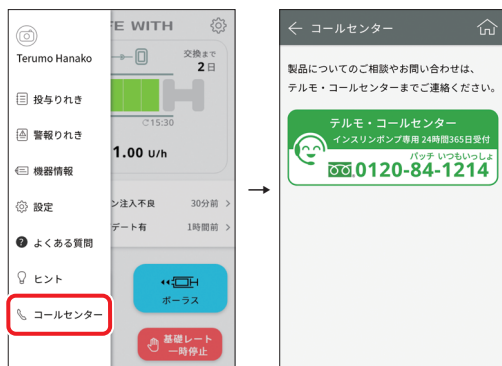 E WITH
Terumo Hanako
投与りれき
警報りれき
機器情報
設定
よくある質問
ヒント
コールセンター
交換まで
2日
15:30
1.00 U/h
ン注入不良 30分前
デート有 1時間前
ボーラス
基礎レート
一時停止
コールセンター
製品についてのご相談やお問い合わせは、
テルモ・コールセンターまでご連絡ください。
テルモ・コールセンター
インスリンポンプ専用 24時間365日受付
パッチ いつもいっしょ
0120-84-1214